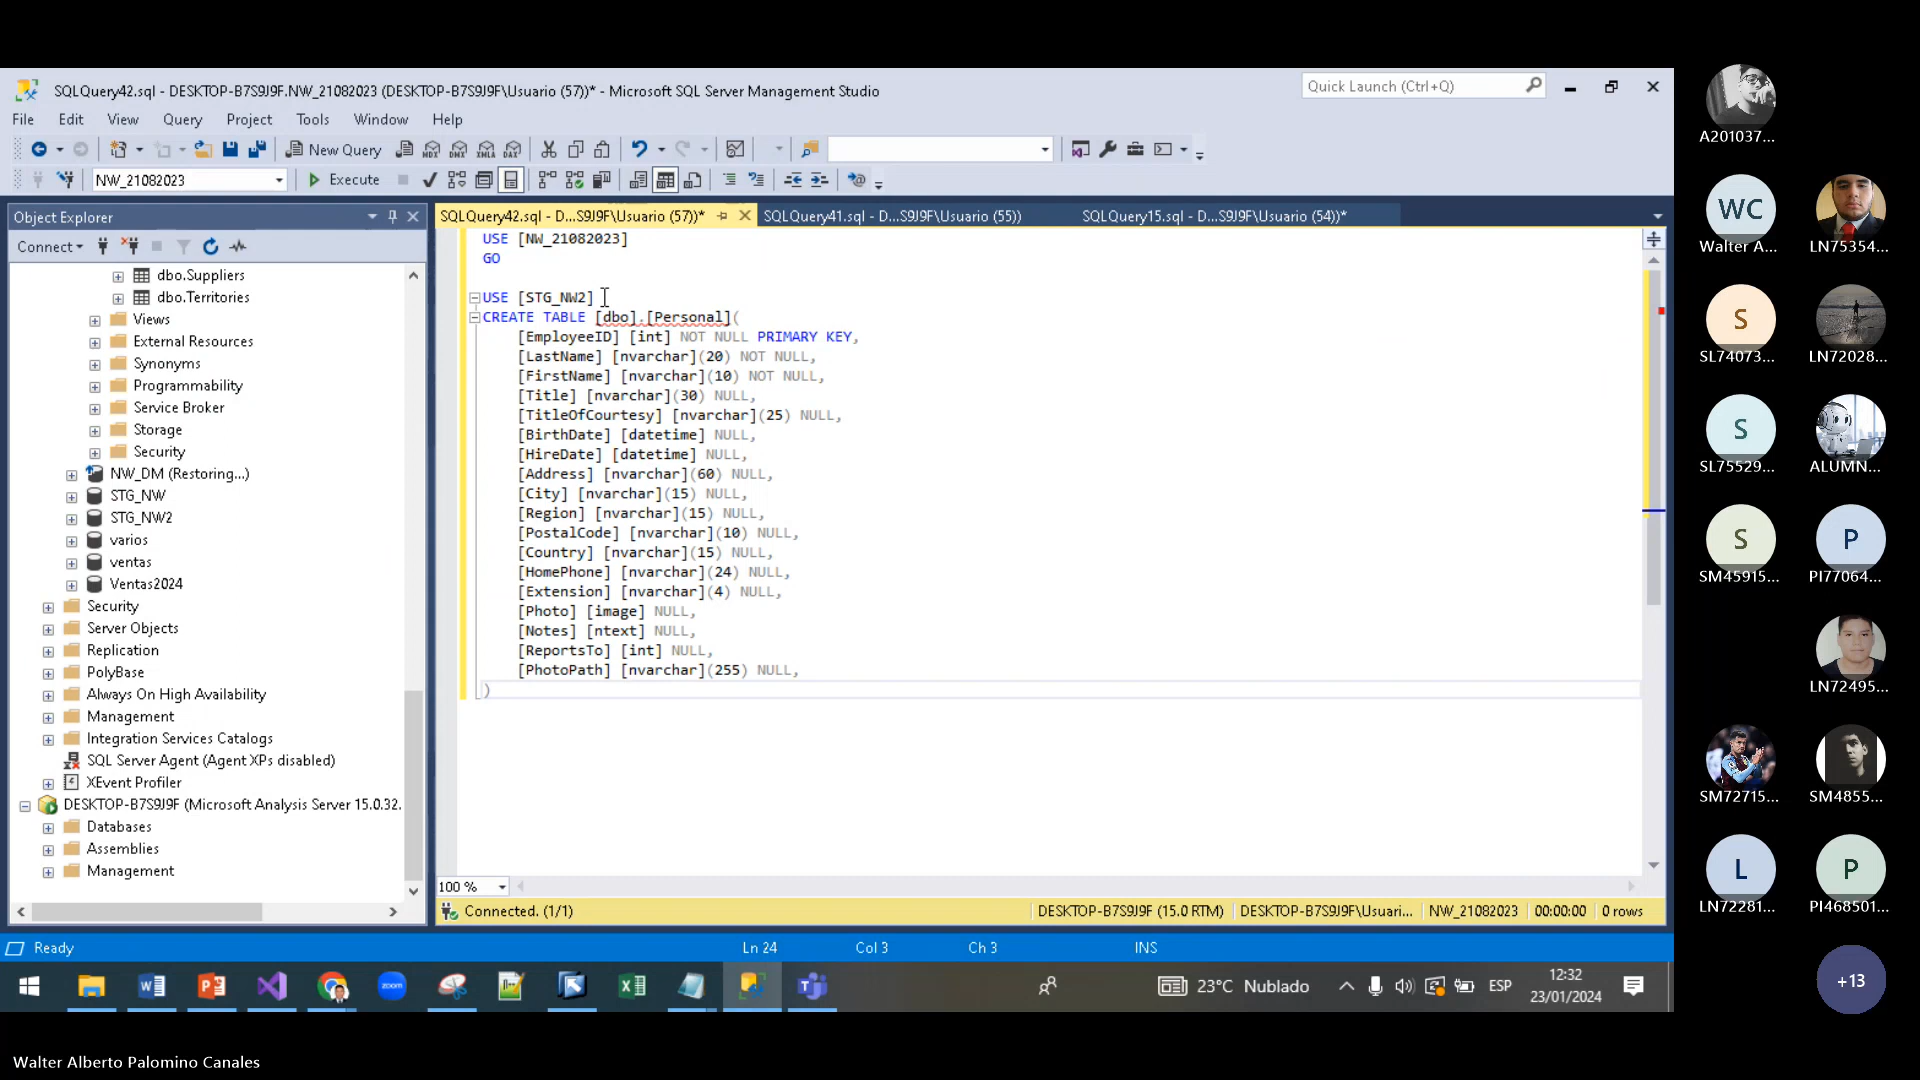 SQLQuery42.sql - DESKTOP-B7S9J9F.NW_21082023 (DESKTOP-B7S9J9F\Usuario (57))* - Microsoft SQL Server Management Studio
Quick Launch (Ctrl+Q)
File Edit View Query Project Tools Window Help
New Query
MDX DMX XMLA DAX
NW_21082023
Execute
Object Explorer
SQLQuery42.sql - D...S9J9F\Usuario (57))*
SQLQuery41.sql - D...S9J9F\Usuario (55))
SQLQuery15.sql - D...S9J9F\Usuario (54))*
Connect
dbo.Suppliers
dbo.Territories
Views
External Resources
Synonyms
Programmability
Service Broker
Storage
Security
NW_DM (Restoring...)
STG_NW
STG_NW2
varios
ventas
Ventas2024
Security
Server Objects
Replication
PolyBase
Always On High Availability
Management
Integration Services Catalogs
SQL Server Agent (Agent XPs disabled)
XEvent Profiler
DESKTOP-B7S9J9F (Microsoft Analysis Server 15.0.32.
Databases
Assemblies
Management
USE [NW_21082023]
GO
USE [STG_NW2]
CREATE TABLE [dbo].[Personal](
[EmployeeID] [int] NOT NULL PRIMARY KEY,
[LastName] [nvarchar](20) NOT NULL,
[FirstName] [nvarchar](10) NOT NULL,
[Title] [nvarchar](30) NULL,
[TitleOfCourtesy] [nvarchar](25) NULL,
[BirthDate] [datetime] NULL,
[HireDate] [datetime] NULL,
[Address] [nvarchar](60) NULL,
[City] [nvarchar](15) NULL,
[Region] [nvarchar](15) NULL,
[PostalCode] [nvarchar](10) NULL,
[Country] [nvarchar](15) NULL,
[HomePhone] [nvarchar](24) NULL,
[Extension] [nvarchar](4) NULL,
[Photo] [image] NULL,
[Notes] [ntext] NULL,
[ReportsTo] [int] NULL,
[PhotoPath] [nvarchar](255) NULL,
)
100 %
Connected. (1/1)
DESKTOP-B7S9J9F (15.0 RTM)
DESKTOP-B7S9J9F\Usuari...
NW_21082023
00:00:00
0 rows
Ready
Ln 24
Col 3
Ch 3
INS
zoom
23°C Nublado
ESP
12:32
23/01/2024
A201037...
WC
Walter A...
LN75354...
S
SL74073...
LN72028...
S
SL75529...
ALUMN...
S
SM45915...
P
PI77064...
LN72495...
SM72715...
SM4855...
L
LN72281...
P
PI468501...
+13
Walter Alberto Palomino Canales